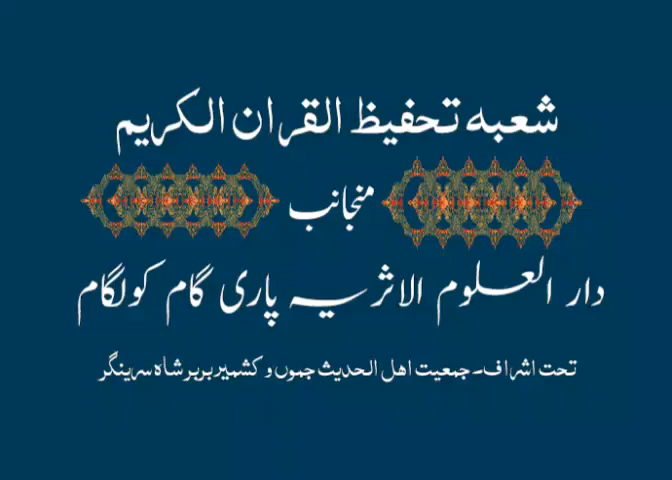 شعبہ تحفیظ القرآن الکریم
منجانب
دار العلوم الاثریہ پاری گام کولگام
تحت اشراف۔ جمعیت اھل الحدیث جموں و کشمیر بربر شاہ سرینگر